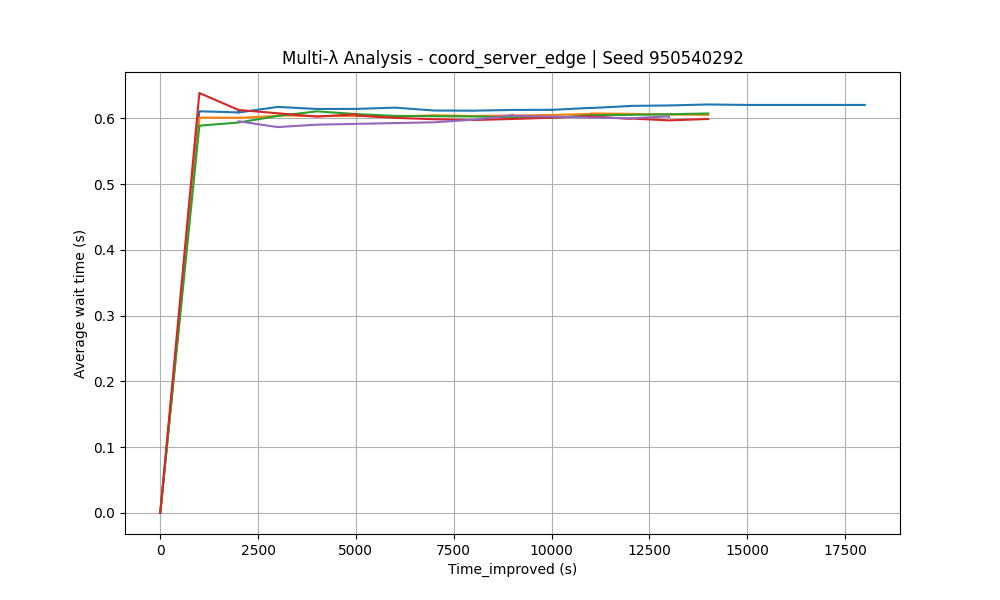 Multi-λ Analysis - coord_server_edge | Seed 950540292
Average wait time (s)
0.6
0.5
0.4
0.3
0.2
0.1
0.0
0 2500 5000 7500 10000 12500 15000 17500
Time_improved (s)